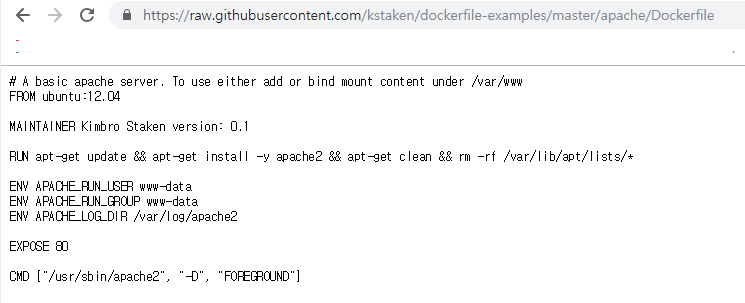 https://raw.githubusercontent.com/kstaken/dockerfile-examples/master/apache/Dockerfile
# A basic apache server. To use either add or bind mount content under /var/www
FROM ubuntu:12.04
MAINTAINER Kimbro Staken version: 0.1
RUN apt-get update && apt-get install -y apache2 && apt-get clean && rm -rf /var/lib/apt/lists/*
ENV APACHE_RUN_USER www-data
ENV APACHE_RUN_GROUP www-data
ENV APACHE_LOG_DIR /var/log/apache2
EXPOSE 80
CMD ["/usr/sbin/apache2", "-D", "FOREGROUND"]